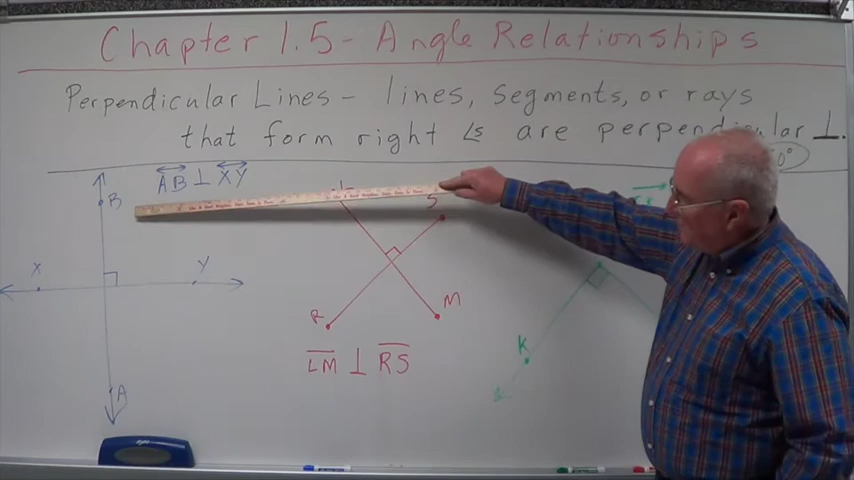 Chapter 1.5 - Angle Relationships
Perpendicular Lines - lines, segments, or rays
that form right ∠s are perpendicular ⊥.
AB ⊥ XY
B
X
Y
A
L
S
R
M
LM ⊥ RS
K